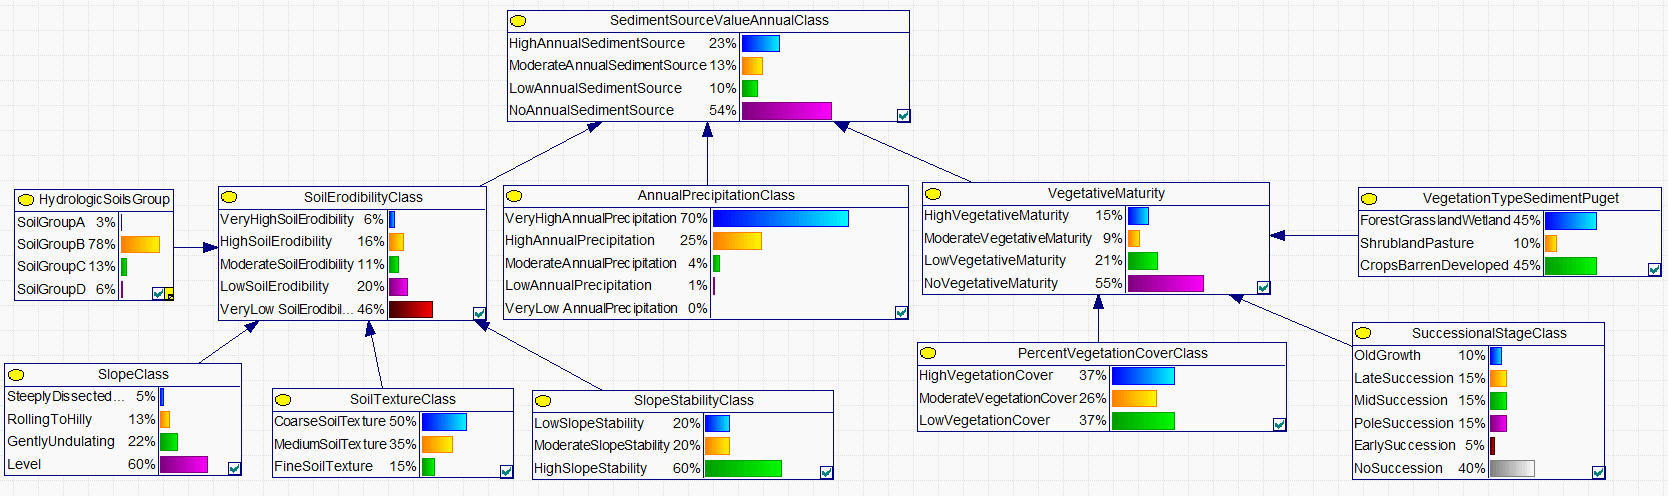 SedimentSourceValueAnnualClass
HighAnnualSedimentSource 23%
ModerateAnnualSedimentSource 13%
LowAnnualSedimentSource 10%
NoAnnualSedimentSource 54%
HydrologicSoilsGroup
SoilGroupA 3%
SoilGroupB 78%
SoilGroupC 13%
SoilGroupD 6%
SoilErodibilityClass
VeryHighSoilErodibility 6%
HighSoilErodibility 16%
ModerateSoilErodibility 11%
LowSoilErodibility 20%
VeryLow SoilErodibil... 46%
AnnualPrecipitationClass
VeryHighAnnualPrecipitation 70%
HighAnnualPrecipitation 25%
ModerateAnnualPrecipitation 4%
LowAnnualPrecipitation 1%
VeryLow AnnualPrecipitation 0%
VegetativeMaturity
HighVegetativeMaturity 15%
ModerateVegetativeMaturity 9%
LowVegetativeMaturity 21%
NoVegetativeMaturity 55%
VegetationTypeSedimentPuget
ForestGrasslandWetland 45%
ShrublandPasture 10%
CropsBarrenDeveloped 45%
SlopeClass
SteeplyDissected... 5%
RollingToHilly 13%
GentlyUndulating 22%
Level 60%
SoilTextureClass
CoarseSoilTexture 50%
MediumSoilTexture 35%
FineSoilTexture 15%
SlopeStabilityClass
LowSlopeStability 20%
ModerateSlopeStability 20%
HighSlopeStability 60%
PercentVegetationCoverClass
HighVegetationCover 37%
ModerateVegetationCover 26%
LowVegetationCover 37%
SuccessionalStageClass
OldGrowth 10%
LateSuccession 15%
MidSuccession 15%
PoleSuccession 15%
EarlySuccession 5%
NoSuccession 40%